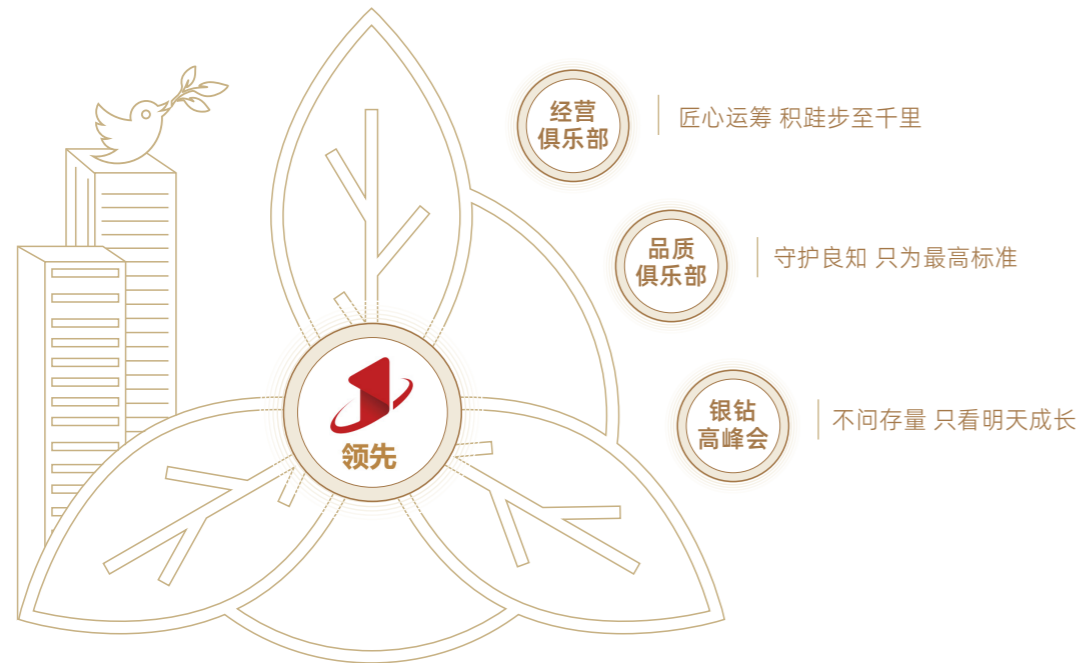 经营
俱乐部
匠心运筹 积跬步至千里
品质
俱乐部
守护良知 只为最高标准
领先
银钻
高峰会
不问存量 只看明天成长